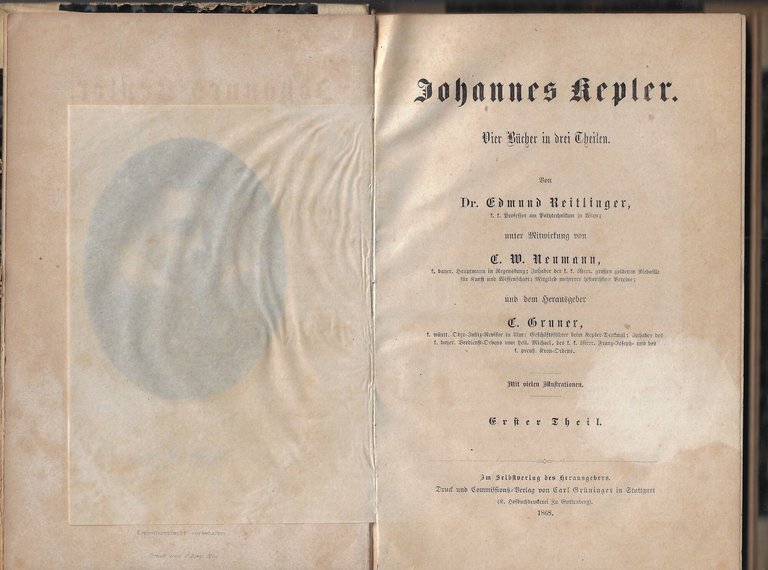 Johannes Kepler.
Vier Bücher in drei Theilen.
Von
Dr. Edmund Reitlinger,
k. k. Professor am Polytechnikum in Wien;
unter Mitwirkung von
C. W. Neumann,
k. bayer. Hauptmann in Regensburg; Inhaber der k. k. österr. großen goldenen Medaille
für Kunst und Wissenschaft; Mitglied mehrerer historischer Vereine;
und dem Herausgeber
C. Gruner,
k. württ. Ober-Justiz-Revisor in Ulm; Geschäftsführer beim Kepler-Denkmal; Inhaber des
k. bayer. Verdienst-Ordens vom heil. Michael, des k. k. österr. Franz-Joseph- und des
k. preuß. Kron-Ordens.
Mit vielen Illustrationen.
Erster Theil.
Im Selbstverlag des Herausgebers.
Druck und Commissions-Verlag von Carl Grüninger in Stuttgart
(K. Hofbuchdruckerei Zu Guttenberg).
1868.
vorbehalten
Druck von